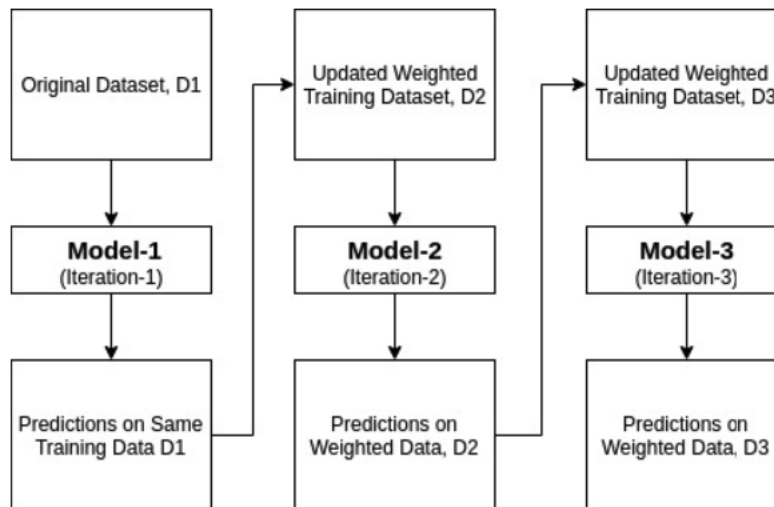 Original Dataset, D1
Model-1
(Iteration-1)
Predictions on Same
Training Data D1
Updated Weighted
Training Dataset, D2
Model-2
(Iteration-2)
Predictions on
Weighted Data, D2
Updated Weighted
Training Dataset, D3
Model-3
(Iteration-3)
Predictions on
Weighted Data, D3